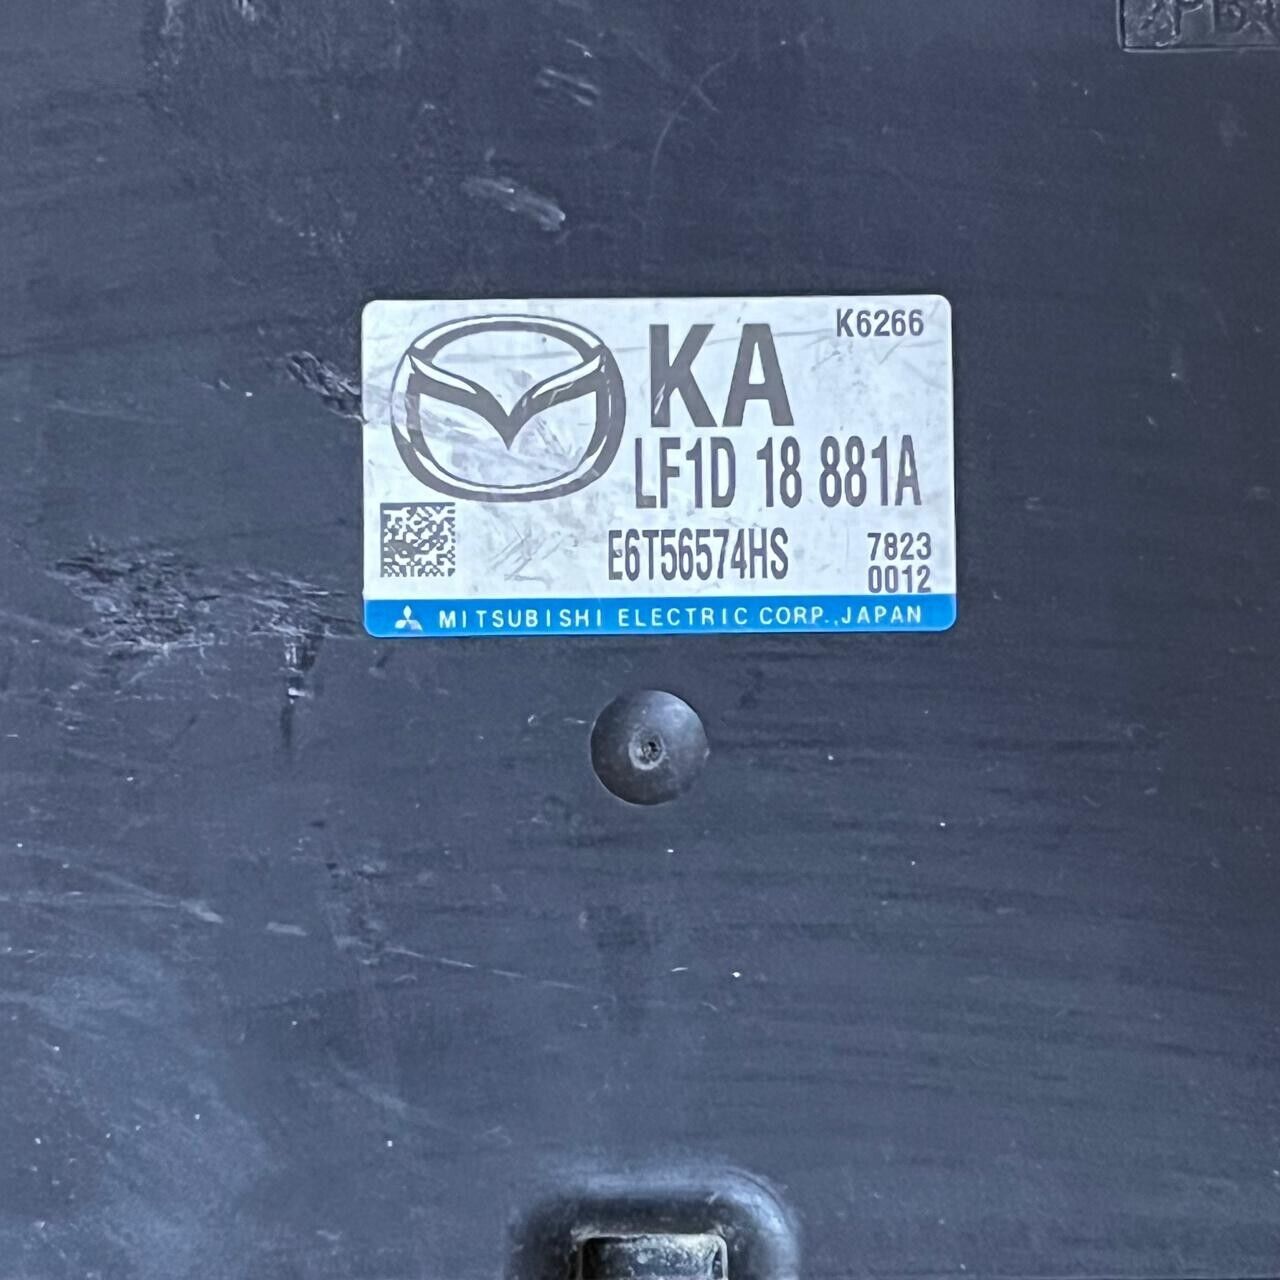 KA
K6266
LF1D 18 881A
E6T56574HS
7823
0012
MITSUBISHI ELECTRIC CORP.,JAPAN